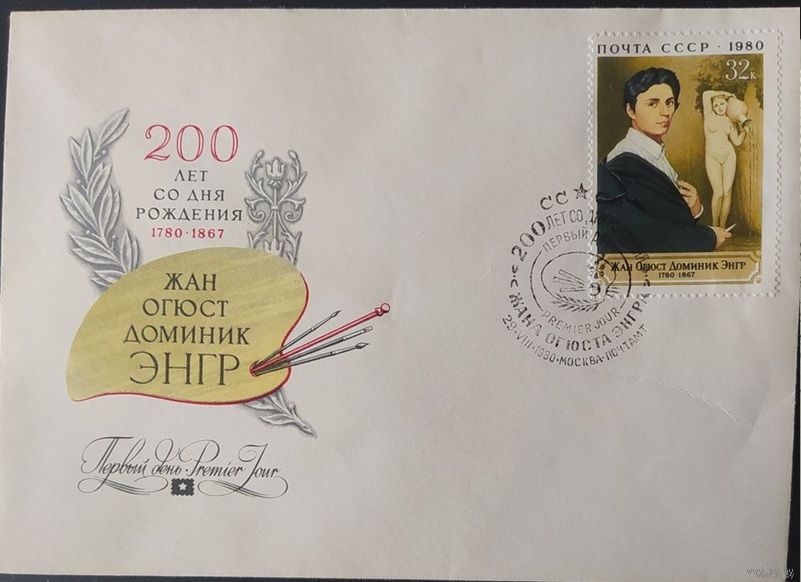 200
ЛЕТ
СО ДНЯ
РОЖДЕНИЯ
1780·1867
ЖАН
ОГЮСТ
ДОМИНИК
ЭНГР
Первый день·Premier Jour
ПОЧТА СССР·1980
32к
ЖАН ОГЮСТ ДОМИНИК ЭНГР
1780·1867
200 ЛЕТ СО
ПЕРВЫЙ
PREMIER JOUR
ЖАНА ОГЮСТА ЭНГРА
29·VIII·1980·МОСКВА-ПОЧТАМТ